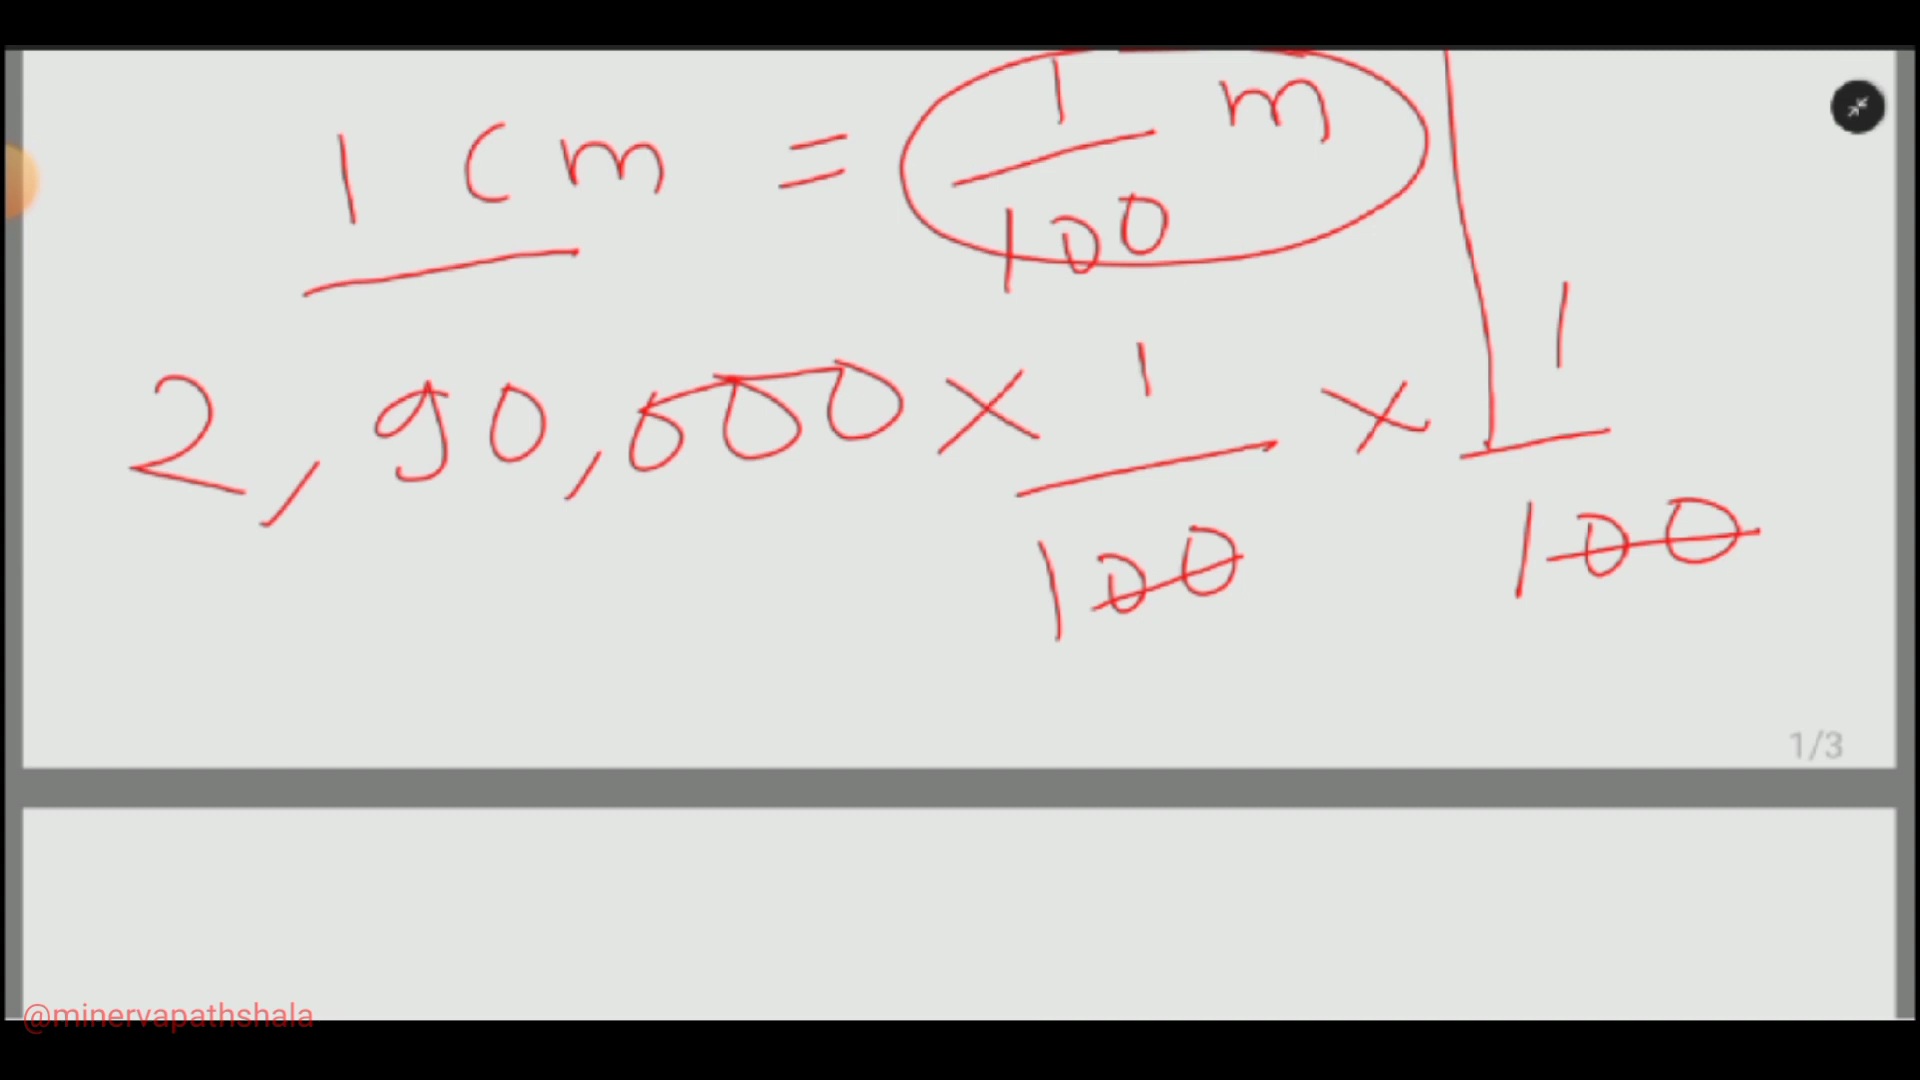 1 cm = 1/100 m
2,90,000 × 1/100 × 1/100
1/3
@minervapathshala